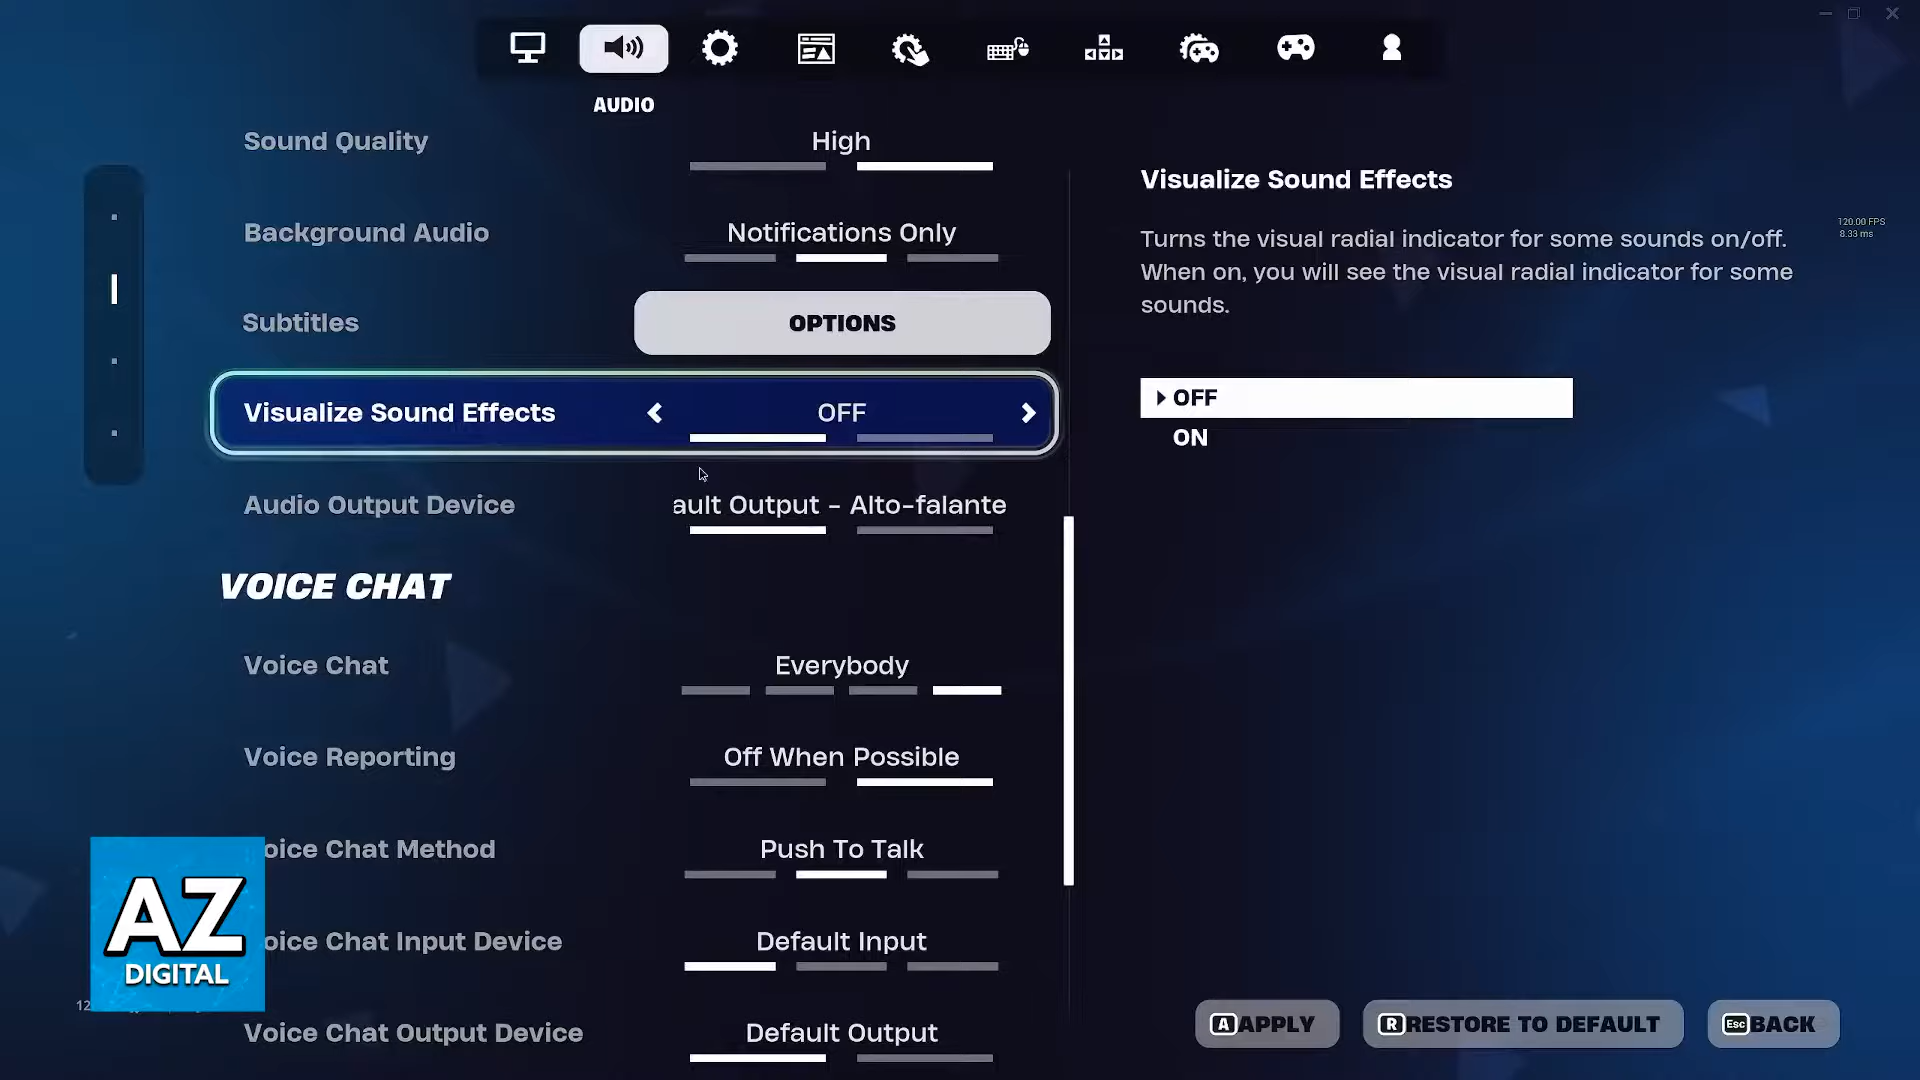 AUDIO
Sound Quality High
Background Audio Notifications Only
Subtitles OPTIONS
Visualize Sound Effects OFF
Audio Output Device ault Output - Alto-falante
VOICE CHAT
Voice Chat Everybody
Voice Reporting Off When Possible
oice Chat Method Push To Talk
oice Chat Input Device Default Input
Voice Chat Output Device Default Output
Visualize Sound Effects
Turns the visual radial indicator for some sounds on/off.
When on, you will see the visual radial indicator for some
sounds.
OFF
ON
120.00 FPS
8.33 ms
AZ
DIGITAL
A APPLY
R RESTORE TO DEFAULT
Esc BACK